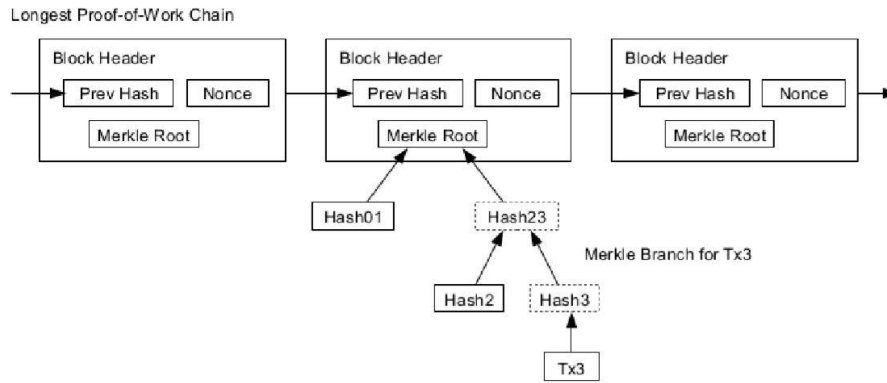 Longest Proof-of-Work Chain
Block Header
Block Header
Block Header
Prev Hash
Nonce
Prev Hash
Nonce
Prev Hash
Nonce
Merkle Root
Merkle Root
Merkle Root
Hash01
Hash23
Merkle Branch for Tx3
Hash2
Hash3
Tx3